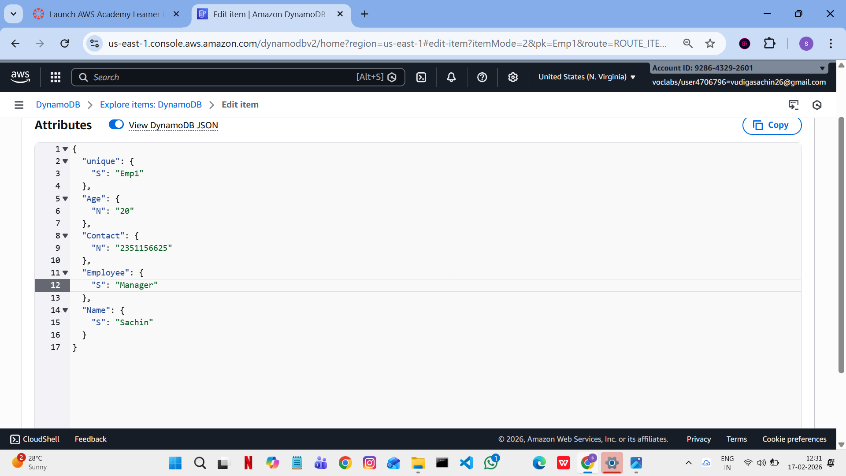 Launch AWS Academy Learner
Edit item | Amazon DynamoDB
us-east-1.console.aws.amazon.com/dynamodbv2/home?region=us-east-1#edit-item?itemMode=2&pk=Emp1&route=ROUTE_ITE...
aws
Search
[Alt+S]
United States (N. Virginia)
Account ID: 9286-4329-2601
voclabs/user4706796=vudigasachin26@gmail.com
DynamoDB > Explore items: DynamoDB > Edit item
Attributes
View DynamoDB JSON
Copy
1 {
2 "unique": {
3 "S": "Emp1"
4 },
5 "Age": {
6 "N": "20"
7 },
8 "Contact": {
9 "N": "2351156625"
10 },
11 "Employee": {
12 "S": "Manager"
13 },
14 "Name": {
15 "S": "Sachin"
16 }
17 }
CloudShell
Feedback
© 2026, Amazon Web Services, Inc. or its affiliates.
Privacy
Terms
Cookie preferences
2
28°C
Sunny
1
ENG
IN
12:31
17-02-2026